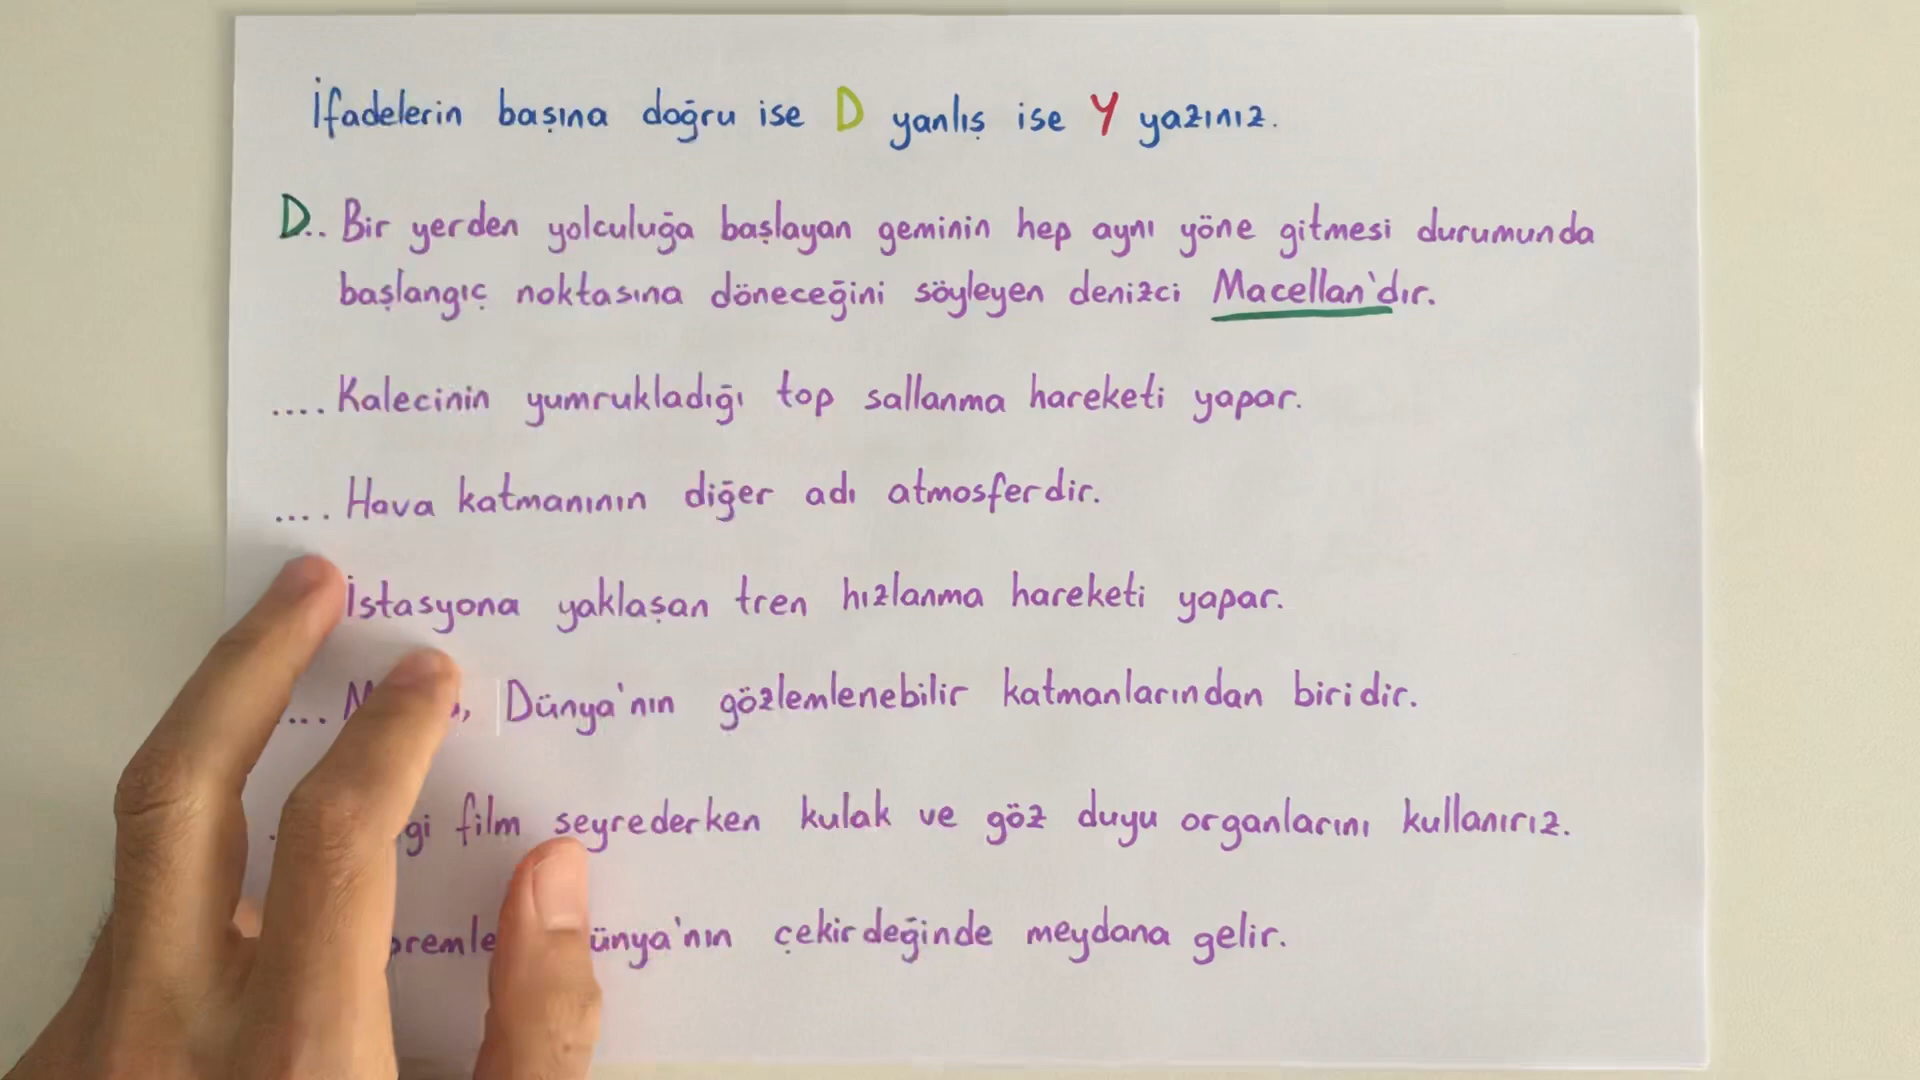 İfadelerin başına doğru ise D yanlış ise Y yazınız.
D.. Bir yerden yolculuğa başlayan geminin hep aynı yöne gitmesi durumunda
başlangıç noktasına döneceğini söyleyen denizci Macellan'dır.
.... Kalecinin yumrukladığı top sallanma hareketi yapar.
.... Hava katmanının diğer adı atmosferdir.
İstasyona yaklaşan tren hızlanma hareketi yapar.
.... Dünya'nın gözlemlenebilir katmanlarından biridir.
film seyrederken kulak ve göz duyu organlarını kullanırız.
çekirdeğinde meydana gelir.